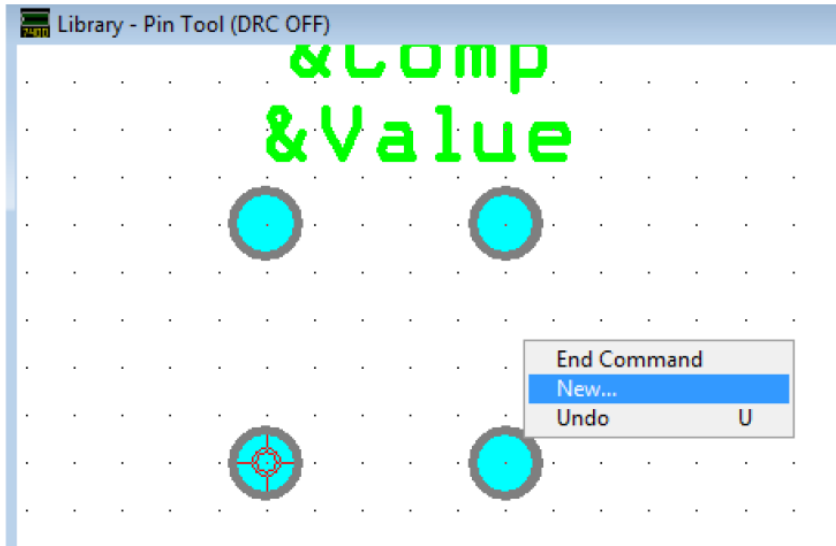 Library - Pin Tool (DRC OFF)
&Comp
&Value
End Command
New...
Undo U